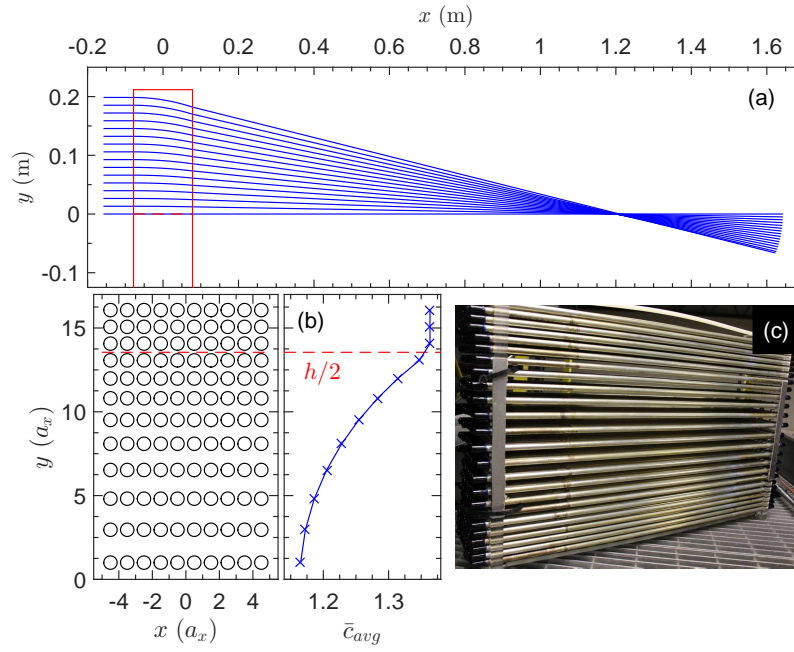 x (m)
-0.2 0 0.2 0.4 0.6 0.8 1 1.2 1.4 1.6
(a)
y (m)
0.2
0.1
0
-0.1
(b)
(c)
y (a_x)
15
10
5
0
h/2
-4 -2 0 2 4
x (a_x)
1.2 1.3
c̄_avg